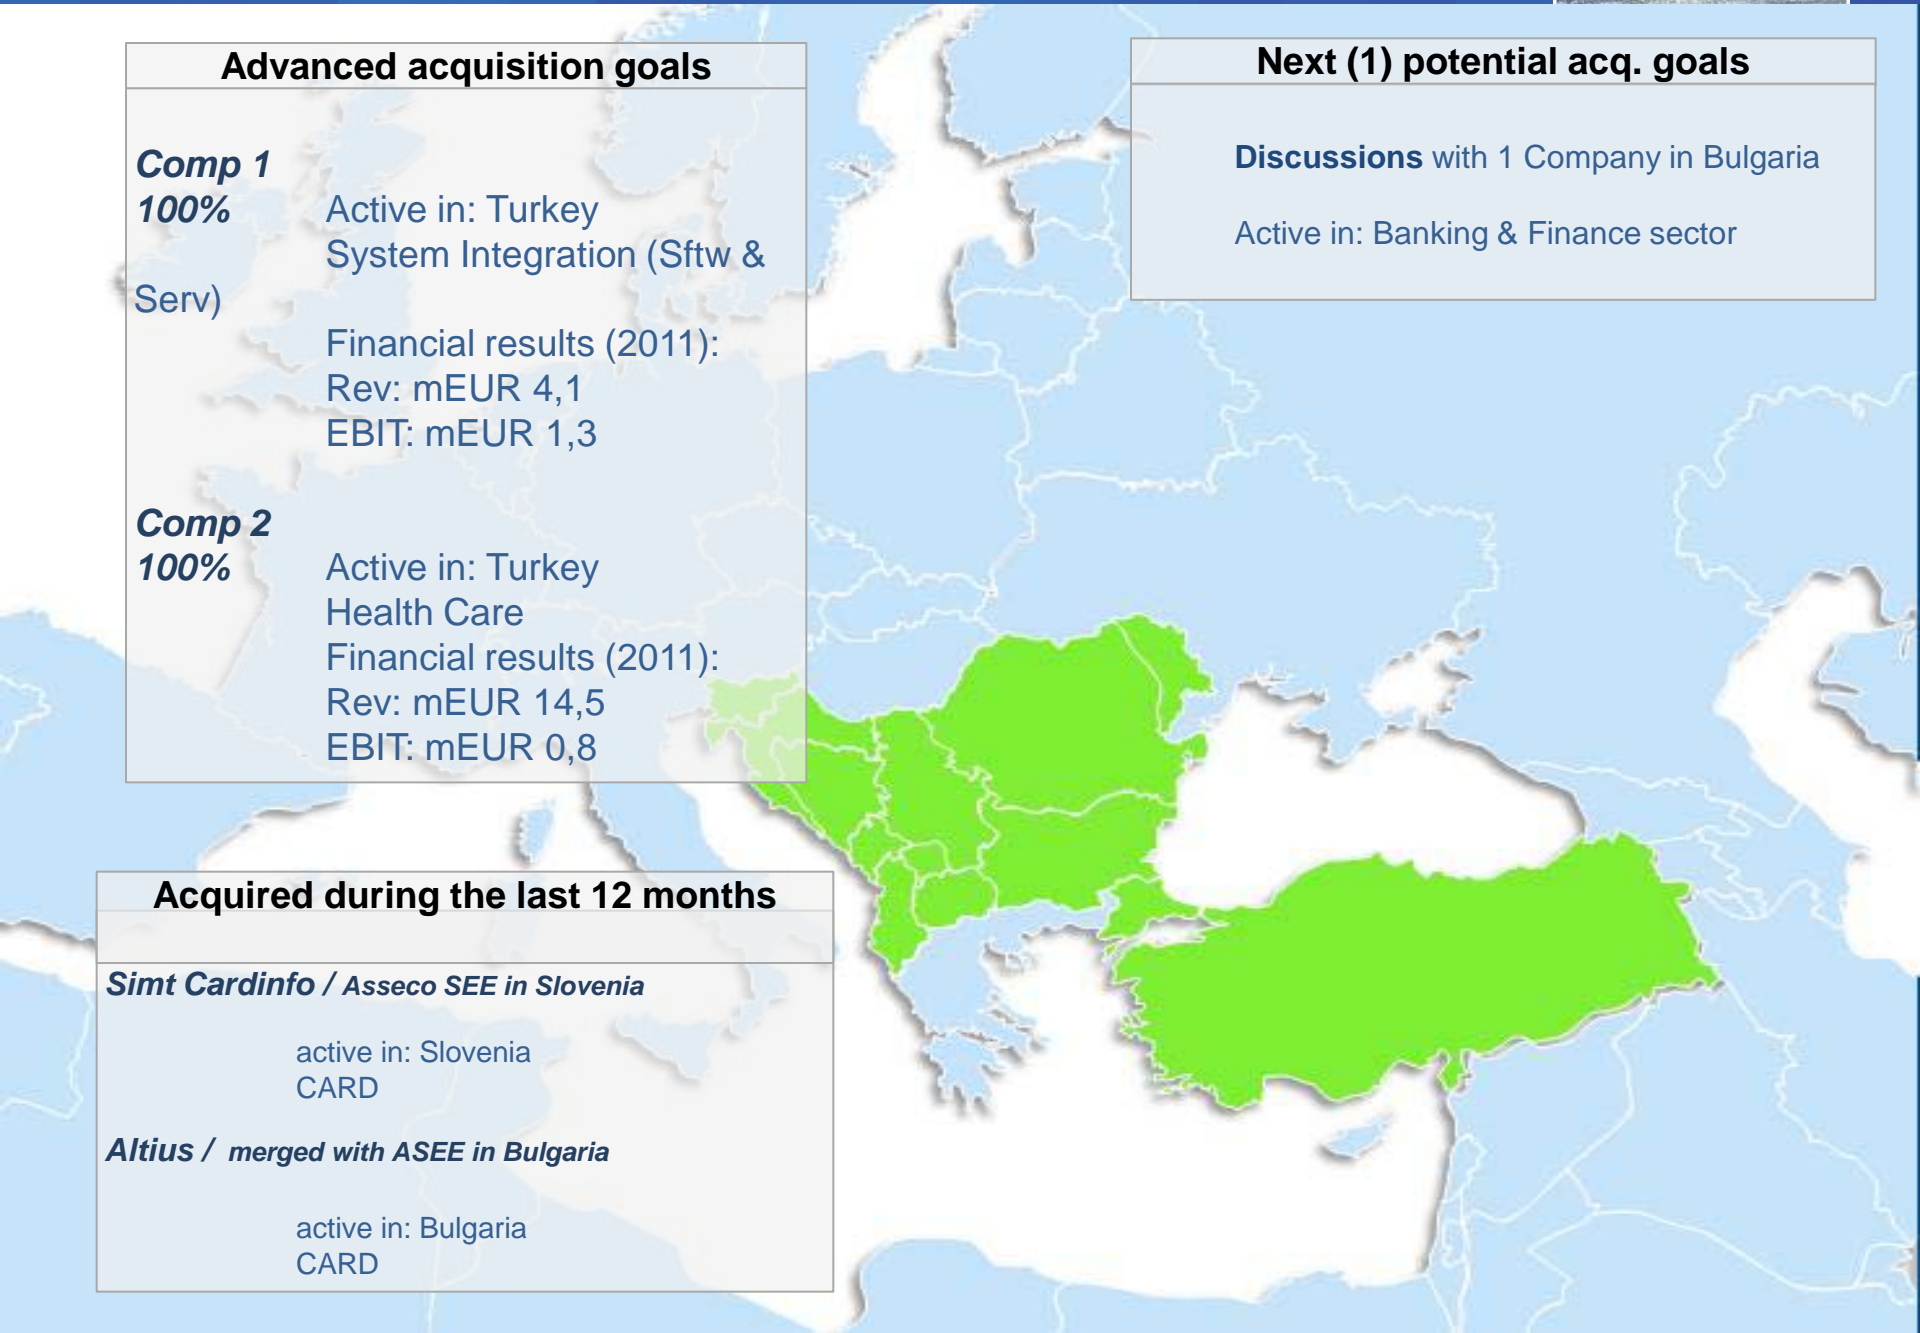 Advanced acquisition goals
Comp 1
100% Active in: Turkey
System Integration (Sftw &
Serv)
Financial results (2011):
Rev: mEUR 4,1
EBIT: mEUR 1,3
Comp 2
100% Active in: Turkey
Health Care
Financial results (2011):
Rev: mEUR 14,5
EBIT: mEUR 0,8
Next (1) potential acq. goals
Discussions with 1 Company in Bulgaria
Active in: Banking & Finance sector
Acquired during the last 12 months
Simt Cardinfo / Asseco SEE in Slovenia
active in: Slovenia
CARD
Altius / merged with ASEE in Bulgaria
active in: Bulgaria
CARD